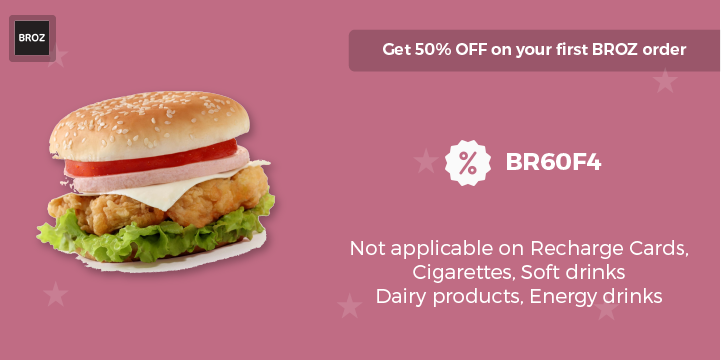 BROZ
Get 50% OFF on your first BROZ order
BR60F4
Not applicable on Recharge Cards,
Cigarettes, Soft drinks
Dairy products, Energy drinks